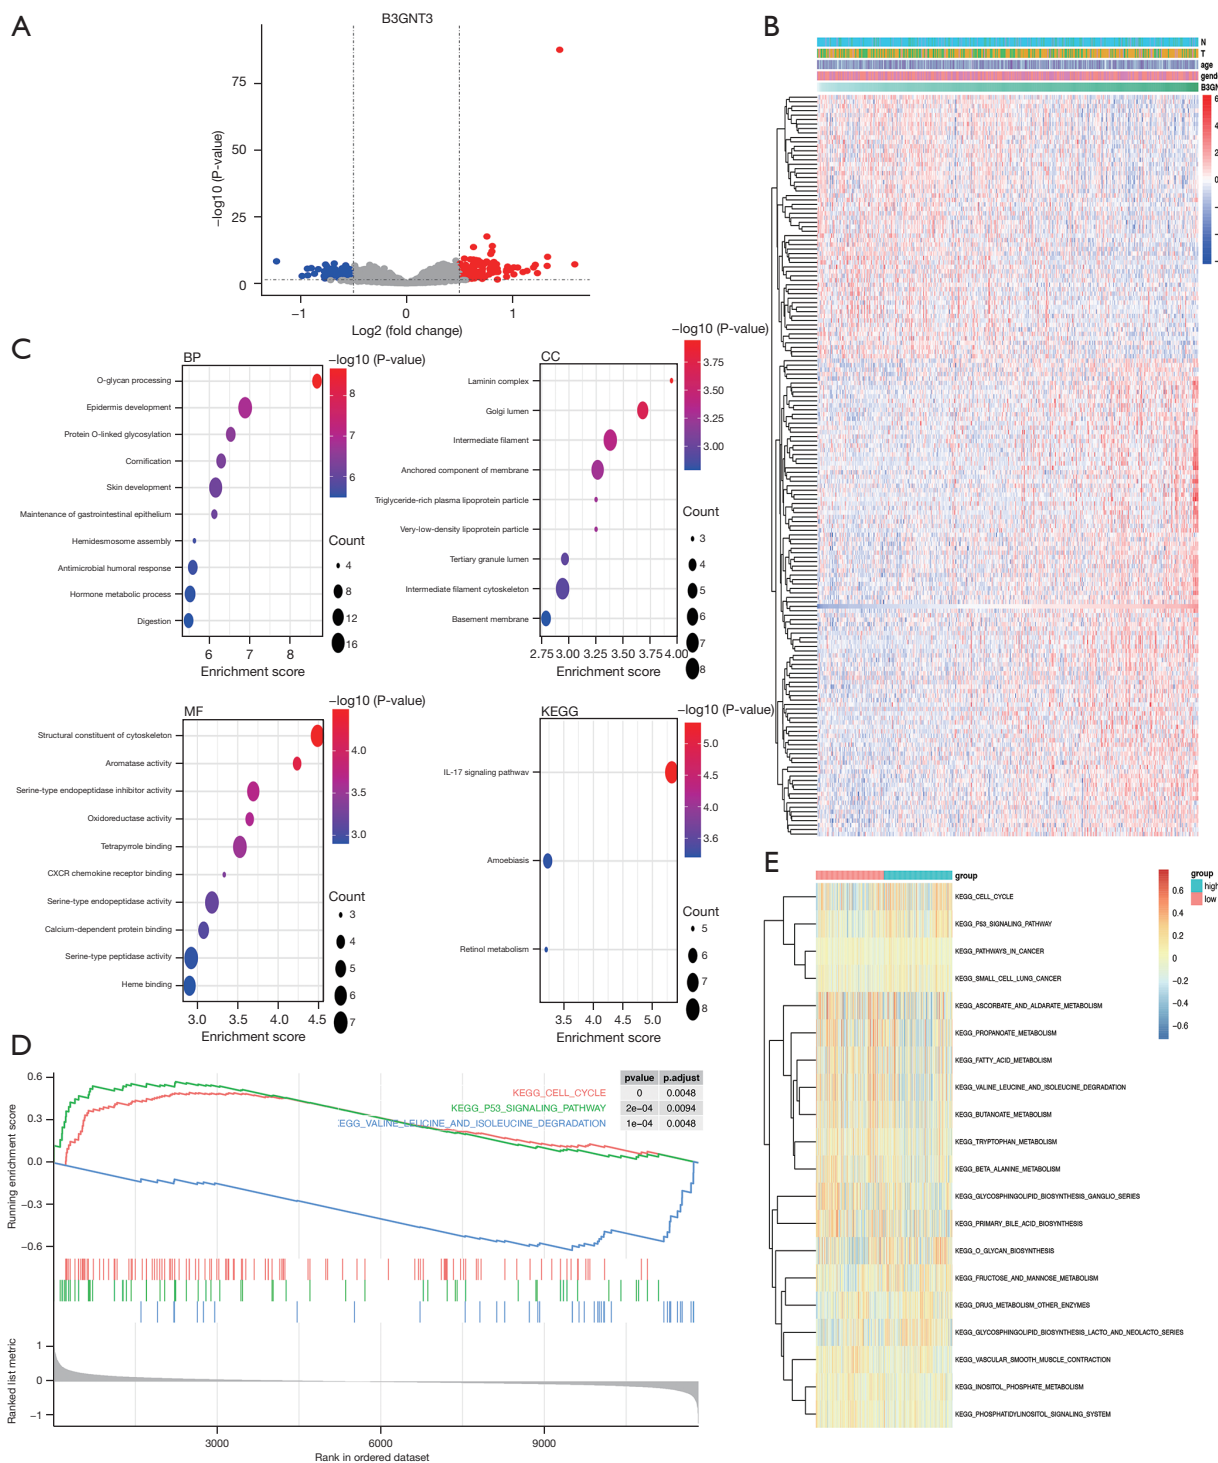 A
B3GNT3
75
50
25
0
−log10 (P-value)
−1
0
1
Log2 (fold change)
B
N
T
age
gende
B3GN
6
4
2
0
−
−
C
BP
O-glycan processing
Epidermis development
Protein O-linked glycosylation
Cornification
Skin development
Maintenance of gastrointestinal epithelium
Hemidesmosome assembly
Antimicrobial humoral response
Hormone metabolic process
Digestion
6 7 8
Enrichment score
−log10 (P-value)
8
7
6
Count
4
8
12
16
CC
Laminin complex
Golgi lumen
Intermediate filament
Anchored component of membrane
Triglyceride-rich plasma lipoprotein particle
Very-low-density lipoprotein particle
Tertiary granule lumen
Intermediate filament cytoskeleton
Basement membrane
2.75 3.00 3.25 3.50 3.75 4.00
Enrichment score
−log10 (P-value)
3.75
3.50
3.25
3.00
Count
3
4
5
6
7
8
MF
Structural constituent of cytoskeleton
Aromatase activity
Serine-type endopeptidase inhibitor activity
Oxidoreductase activity
Tetrapyrrole binding
CXCR chemokine receptor binding
Serine-type endopeptidase activity
Calcium-dependent protein binding
Serine-type peptidase activity
Heme binding
3.0 3.5 4.0 4.5
Enrichment score
−log10 (P-value)
4.0
3.5
3.0
Count
3
4
5
6
7
KEGG
IL-17 signaling pathwav
Amoebiasis
Retinol metabolism
3.5 4.0 4.5 5.0
Enrichment score
−log10 (P-value)
5.0
4.5
4.0
3.6
Count
5
6
7
8
D
0.6
0.3
0.0
−0.3
−0.6
Running enrichment score
KEGG_CELL_CYCLE
KEGG_P53_SIGNALING_PATHWAY
:EGG_VALINE_LEUCINE_AND_ISOLEUCINE_DEGRADATION
pvalue p.adjust
0 0.0048
2e−04 0.0094
1e−04 0.0048
1
0
−1
Ranked list metric
3000 6000 9000
Rank in ordered dataset
E
group
KEGG_CELL_CYCLE
KEGG_P53_SIGNALING_PATHWAY
KEGG_PATHWAYS_IN_CANCER
KEGG_SMALL_CELL_LUNG_CANCER
KEGG_ASCORBATE_AND_ALDARATE_METABOLISM
KEGG_PROPANOATE_METABOLISM
KEGG_FATTY_ACID_METABOLISM
KEGG_VALINE_LEUCINE_AND_ISOLEUCINE_DEGRADATION
KEGG_BUTANOATE_METABOLISM
KEGG_TRYPTOPHAN_METABOLISM
KEGG_BETA_ALANINE_METABOLISM
KEGG_GLYCOSPHINGOLIPID_BIOSYNTHESIS_GANGLIO_SERIES
KEGG_PRIMARY_BILE_ACID_BIOSYNTHESIS
KEGG_O_GLYCAN_BIOSYNTHESIS
KEGG_FRUCTOSE_AND_MANNOSE_METABOLISM
KEGG_DRUG_METABOLISM_OTHER_ENZYMES
KEGG_GLYCOSPHINGOLIPID_BIOSYNTHESIS_LACTO_AND_NEOLACTO_SERIES
KEGG_VASCULAR_SMOOTH_MUSCLE_CONTRACTION
KEGG_INOSITOL_PHOSPHATE_METABOLISM
KEGG_PHOSPHATIDYLINOSITOL_SIGNALING_SYSTEM
0.6
0.4
0.2
0
−0.2
−0.4
−0.6
group
high
low